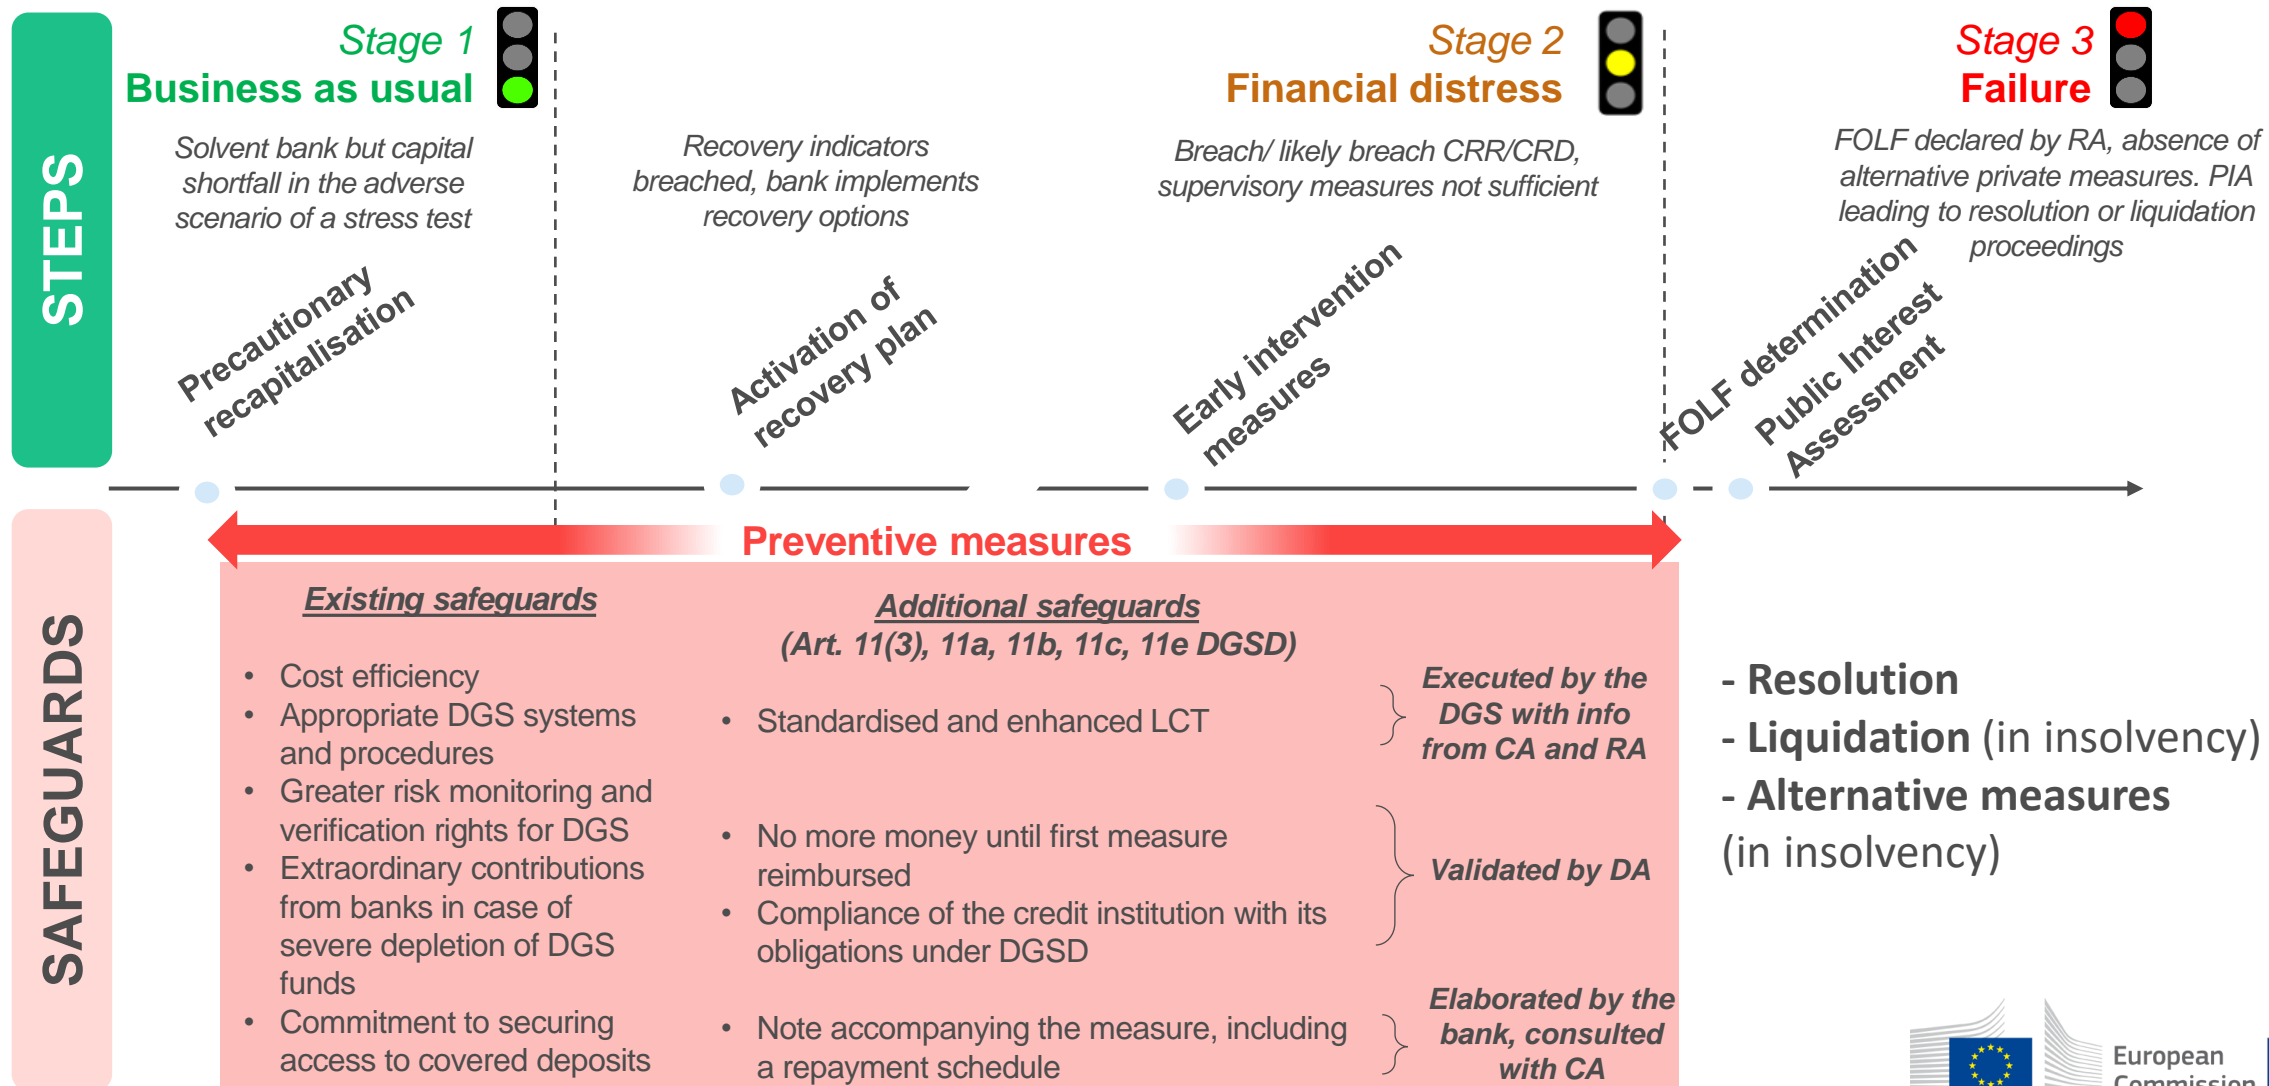 STEPS
Stage 1
Business as usual
Solvent bank but capital
shortfall in the adverse
scenario of a stress test
Recovery indicators
breached, bank implements
recovery options
Stage 2
Financial distress
Breach/ likely breach CRR/CRD,
supervisory measures not sufficient
Stage 3
Failure
FOLF declared by RA, absence of
alternative private measures. PIA
leading to resolution or liquidation
proceedings
Precautionary
recapitalisation
Activation of
recovery plan
Early intervention
measures
FOLF determination
Public Interest
Assessment
SAFEGUARDS
Preventive measures
Existing safeguards
• Cost efficiency
• Appropriate DGS systems
and procedures
• Greater risk monitoring and
verification rights for DGS
• Extraordinary contributions
from banks in case of
severe depletion of DGS
funds
• Commitment to securing
access to covered deposits
Additional safeguards
(Art. 11(3), 11a, 11b, 11c, 11e DGSD)
• Standardised and enhanced LCT
Executed by the
DGS with info
from CA and RA
• No more money until first measure
reimbursed
• Compliance of the credit institution with its
obligations under DGSD
Validated by DA
• Note accompanying the measure, including
a repayment schedule
Elaborated by the
bank, consulted
with CA
- Resolution
- Liquidation (in insolvency)
- Alternative measures
(in insolvency)
European
Commission